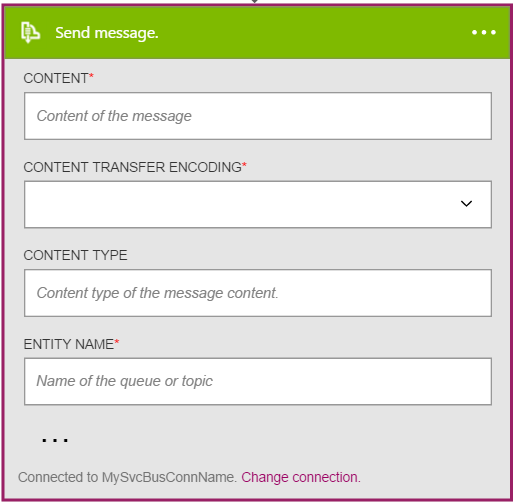 Send message.
CONTENT*
Content of the message
CONTENT TRANSFER ENCODING*
CONTENT TYPE
Content type of the message content.
ENTITY NAME*
Name of the queue or topic
...
Connected to MySvcBusConnName. Change connection.